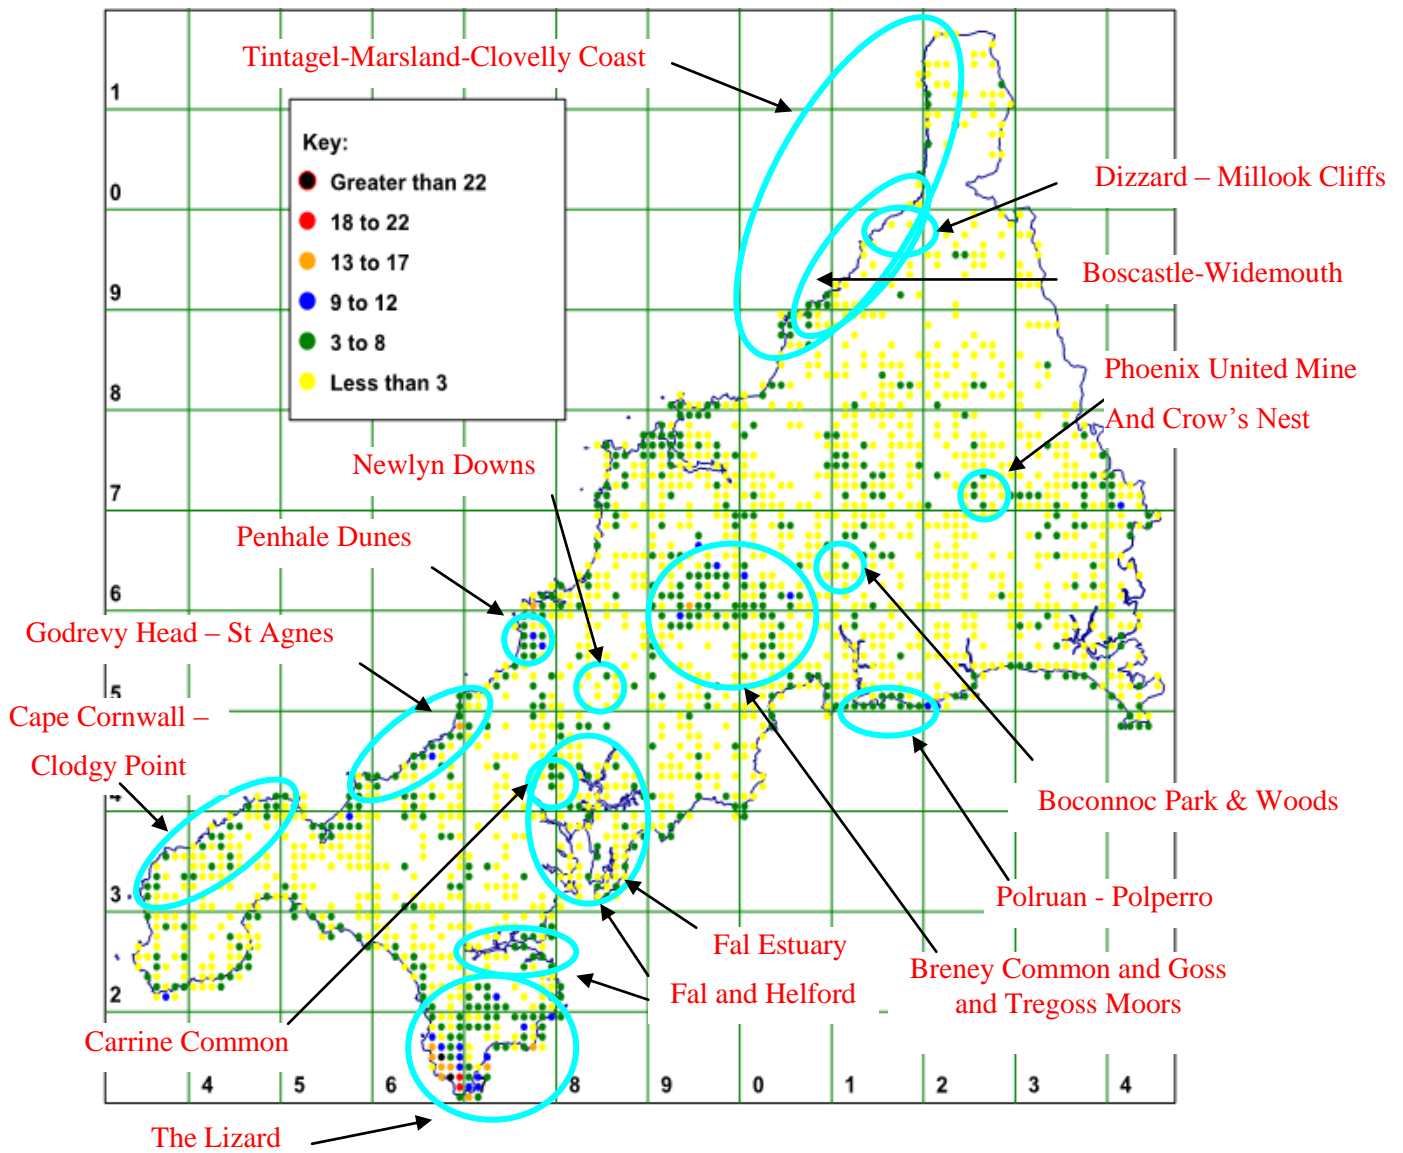 Tintagel-Marsland-Clovelly Coast
1
Key:
Greater than 22
18 to 22
13 to 17
9 to 12
3 to 8
Less than 3
Dizzard – Millook Cliffs
0
Boscastle-Widemouth
9
Phoenix United Mine
And Crow's Nest
8
Newlyn Downs
7
Penhale Dunes
6
Godrevy Head – St Agnes
5
Cape Cornwall –
Clodgy Point
4
Boconnoc Park & Woods
3
Polruan - Polperro
Fal Estuary
Breney Common and Goss
and Tregoss Moors
Fal and Helford
2
Carrine Common
4 5 6 7 8 9 0 1 2 3 4
The Lizard